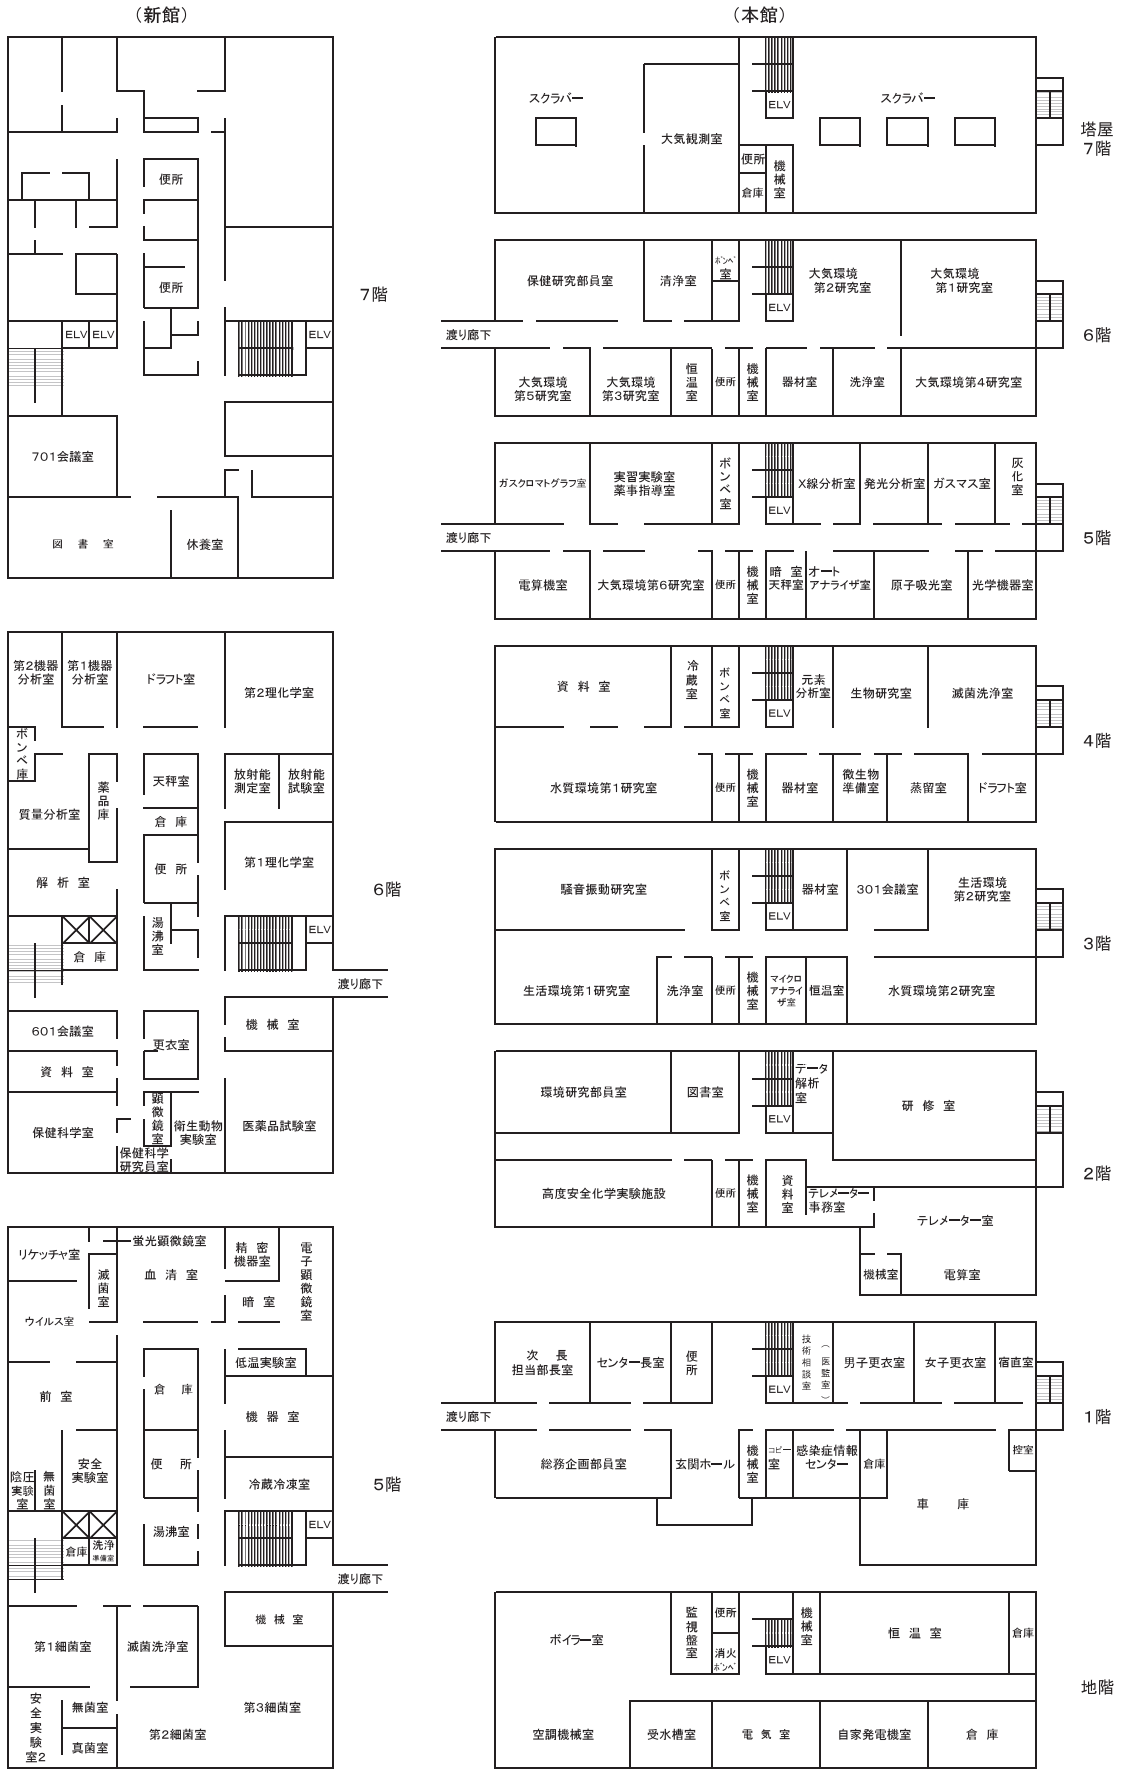 （新館）
便所
便所
ELV
ELV
ELV
701会議室
図書室
休養室
7階
第2機器
分析室
第1機器
分析室
ドラフト室
第2理化学室
ボンベ庫
薬品庫
天秤室
放射能
測定室
放射能
試験室
質量分析室
倉庫
第1理化学室
便所
解析室
6階
湯沸室
ELV
倉庫
渡り廊下
601会議室
更衣室
機械室
資料室
顕微鏡室
保健科学室
保健科学
研究員室
衛生動物
実験室
医薬品試験室
リケッチャ室
蛍光顕微鏡室
精密
機器室
電子顕微鏡室
滅菌室
血清室
暗室
ウイルス室
低温実験室
前室
倉庫
機器室
陰圧
実験
室
無菌室
安全
実験室
便所
冷蔵冷凍室
5階
湯沸室
ELV
倉庫
洗浄
準備室
渡り廊下
第1細菌室
滅菌洗浄室
機械室
安全実験室2
無菌室
真菌室
第2細菌室
第3細菌室
（本館）
スクラバー
大気観測室
ELV
スクラバー
便所
倉庫
機械室
塔屋
7階
保健研究部員室
清浄室
ボンベ
室
ELV
大気環境
第2研究室
大気環境
第1研究室
渡り廊下
6階
大気環境
第5研究室
大気環境
第3研究室
恒温室
便所
機械室
器材室
洗浄室
大気環境第4研究室
ガスクロマトグラフ室
実習実験室
薬事指導室
ボンベ室
ELV
X線分析室
発光分析室
ガスマス室
灰化室
渡り廊下
5階
電算機室
大気環境第6研究室
便所
機械室
暗室
天秤室
オート
アナライザ室
原子吸光室
光学機器室
資料室
冷蔵室
ボンベ室
ELV
元素
分析室
生物研究室
滅菌洗浄室
4階
水質環境第1研究室
便所
機械室
器材室
微生物
準備室
蒸留室
ドラフト室
騒音振動研究室
ボンベ室
ELV
器材室
301会議室
生活環境
第2研究室
3階
生活環境第1研究室
洗浄室
便所
機械室
マイクロ
アナライ
ザ室
恒温室
水質環境第2研究室
環境研究部員室
図書室
ELV
データ
解析
室
研修室
2階
高度安全化学実験施設
便所
機械室
資料室
テレメーター
事務室
テレメーター室
機械室
電算室
次長
担当部長室
センター長室
便所
ELV
技術相談室
（医監室）
男子更衣室
女子更衣室
宿直室
渡り廊下
1階
総務企画部員室
玄関ホール
機械室
コピー
室
感染症情報
センター
倉庫
控室
車庫
ボイラー室
監視盤室
便所
消火
ボンベ
ELV
機械室
恒温室
倉庫
地階
空調機械室
受水槽室
電気室
自家発電機室
倉庫